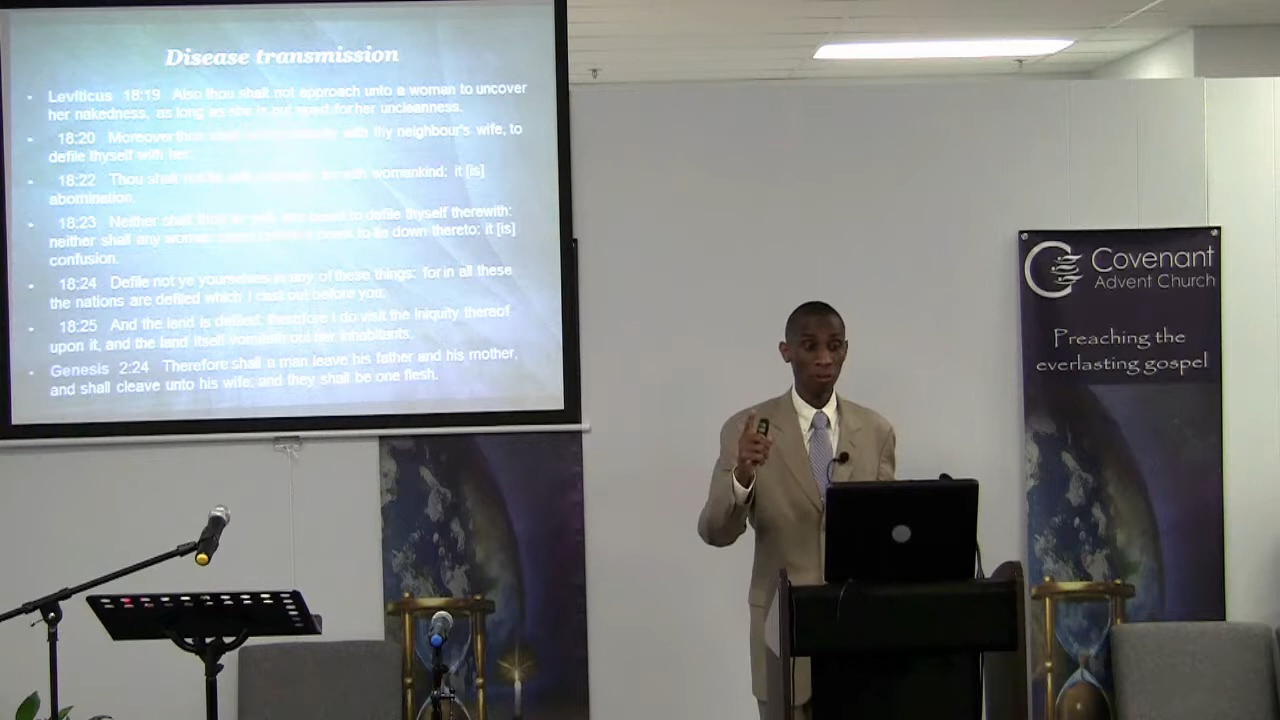 Disease transmission
• Leviticus 18:19 Also thou shalt not approach unto a woman to uncover
her nakedness, as long as she is put apart for her uncleanness.
• 18:20 Moreover thou shalt not with thy neighbour's wife, to
defile thyself with her.
• 18:22 Thou shalt not lie with womankind: it [is]
abomination.
• 18:23 Neither shalt thou lie with any beast to defile thyself therewith:
neither shall any woman to lie down thereto: it [is]
confusion.
• 18:24 Defile not ye yourselves in any of these things: for in all these
the nations are defiled which I cast out before you:
• 18:25 And the land is defiled: therefore I do visit the iniquity thereof
upon it, and the land itself vomiteth out her inhabitants.
• Genesis 2:24 Therefore shall a man leave his father and his mother,
and shall cleave unto his wife: and they shall be one flesh.
Covenant
Advent Church
Preaching the
everlasting gospel